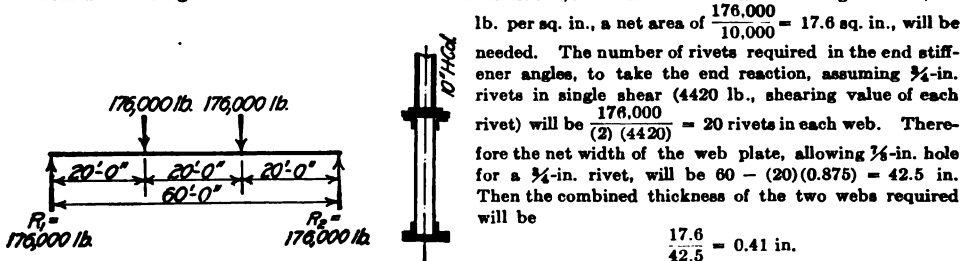 lb. per sq. in., a net area of 176,000/10,000 = 17.6 sq. in., will be
needed. The number of rivets required in the end stiff-
ener angles, to take the end reaction, assuming ¾-in.
rivets in single shear (4420 lb., shearing value of each
rivet) will be 176,000/(2) (4420) = 20 rivets in each web. There-
fore the net width of the web plate, allowing ⅞-in. hole
for a ¾-in. rivet, will be 60 − (20)(0.875) = 42.5 in.
Then the combined thickness of the two webs required
will be
17.6/42.5 = 0.41 in.
176,000 lb. 176,000 lb.
20'-0" 20'-0" 20'-0"
60'-0"
R₁= R₂=
176,000 lb. 176,000 lb.
10" H Col.